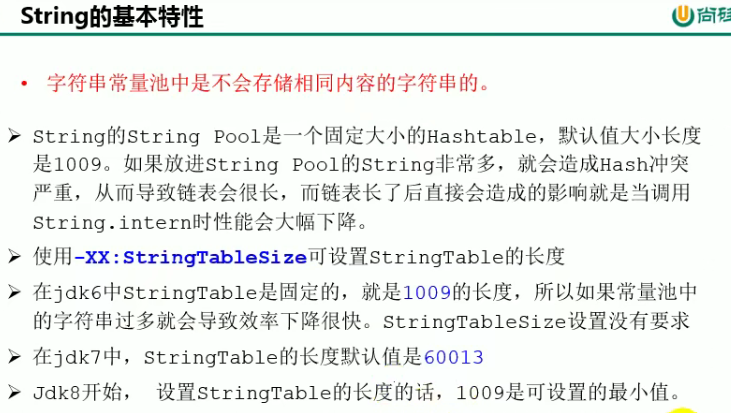 String的基本特性
尚硅
• 字符串常量池中是不会存储相同内容的字符串的。
➢ String的String Pool是一个固定大小的Hashtable，默认值大小长度
是1009。如果放进String Pool的String非常多，就会造成Hash冲突
严重，从而导致链表会很长，而链表长了后直接会造成的影响就是当调用
String.intern时性能会大幅下降。
➢ 使用-XX:StringTableSize可设置StringTable的长度
➢ 在jdk6中StringTable是固定的，就是1009的长度，所以如果常量池中
的字符串过多就会导致效率下降很快。StringTableSize设置没有要求
➢ 在jdk7中，StringTable的长度默认值是60013
➢ Jdk8开始， 设置StringTable的长度的话，1009是可设置的最小值。